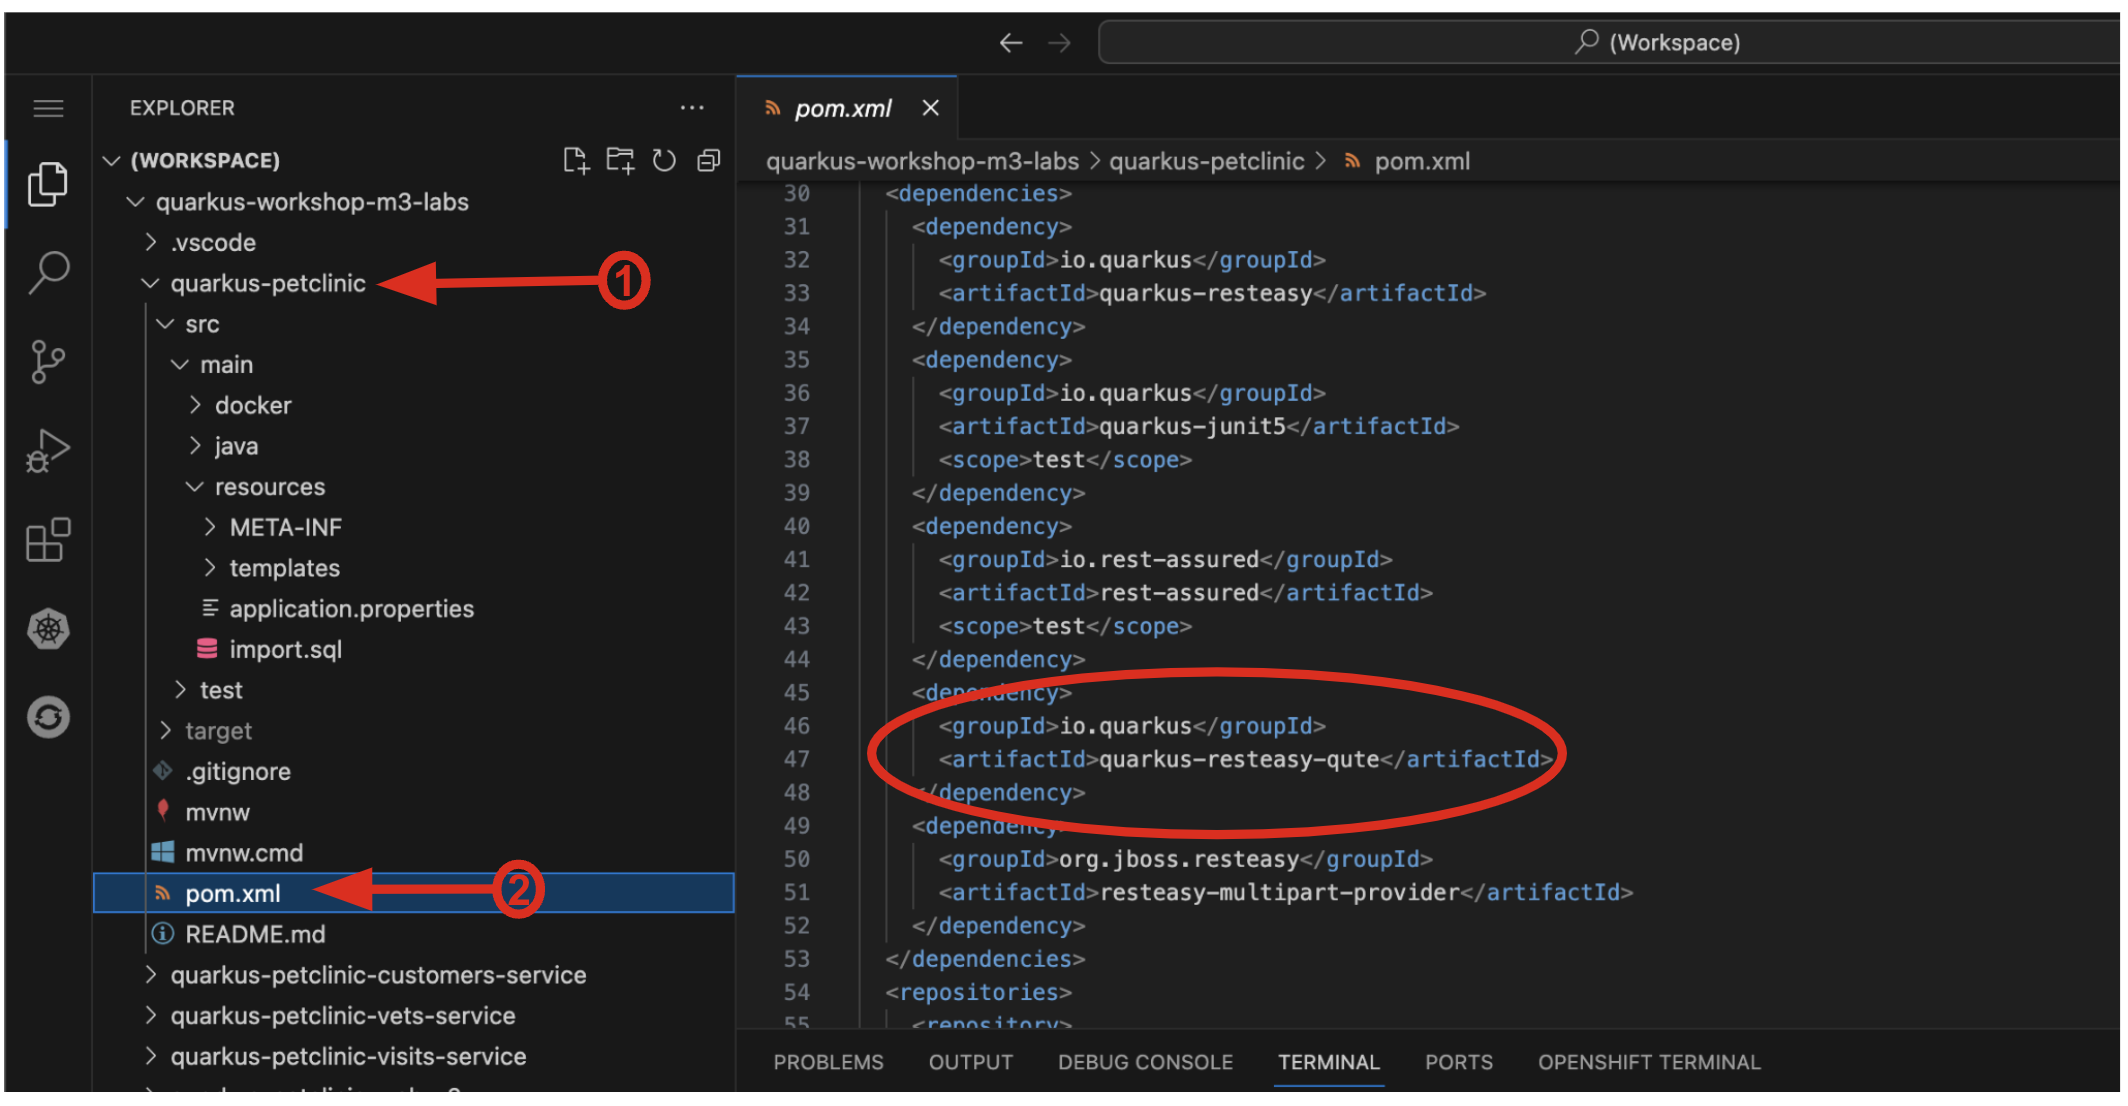 (Workspace)
EXPLORER
(WORKSPACE)
quarkus-workshop-m3-labs
.vscode
quarkus-petclinic
1
src
main
docker
java
resources
META-INF
templates
application.properties
import.sql
test
target
.gitignore
mvnw
mvnw.cmd
pom.xml
2
README.md
quarkus-petclinic-customers-service
quarkus-petclinic-vets-service
quarkus-petclinic-visits-service
pom.xml
quarkus-workshop-m3-labs > quarkus-petclinic > pom.xml
30 <dependencies>
31 <dependency>
32 <groupId>io.quarkus</groupId>
33 <artifactId>quarkus-resteasy</artifactId>
34 </dependency>
35 <dependency>
36 <groupId>io.quarkus</groupId>
37 <artifactId>quarkus-junit5</artifactId>
38 <scope>test</scope>
39 </dependency>
40 <dependency>
41 <groupId>io.rest-assured</groupId>
42 <artifactId>rest-assured</artifactId>
43 <scope>test</scope>
44 </dependency>
45 <dependency>
46 <groupId>io.quarkus</groupId>
47 <artifactId>quarkus-resteasy-qute</artifactId>
48 </dependency>
49 <dependency>
50 <groupId>org.jboss.resteasy</groupId>
51 <artifactId>resteasy-multipart-provider</artifactId>
52 </dependency>
53 </dependencies>
54 <repositories>
55 <repository>
PROBLEMS OUTPUT DEBUG CONSOLE TERMINAL PORTS OPENSHIFT TERMINAL